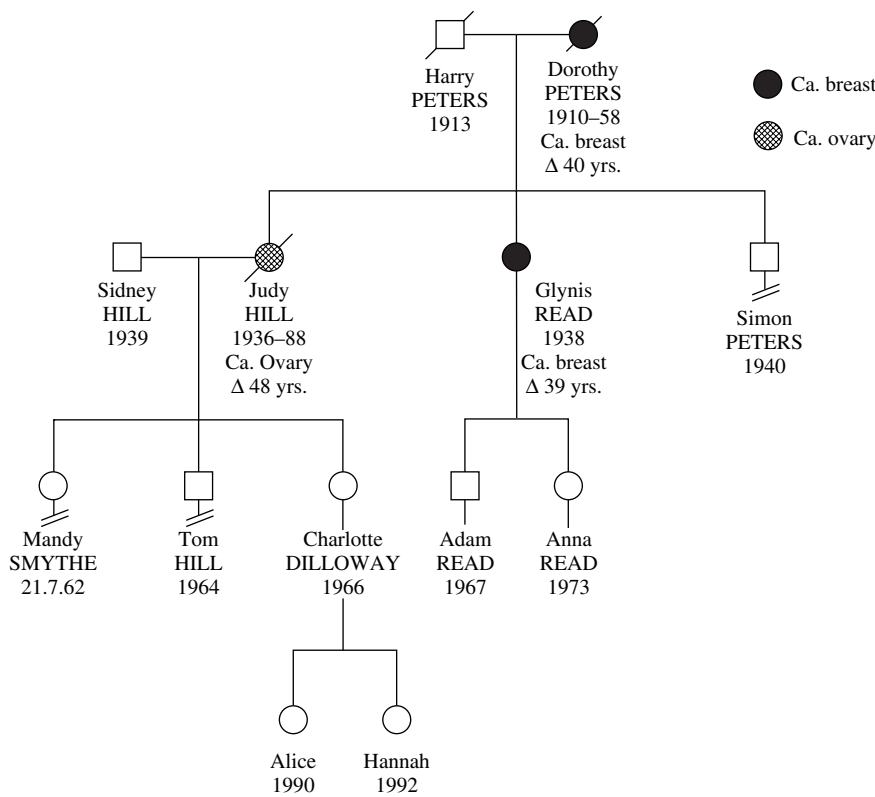 Harry
PETERS
1913
Dorothy
PETERS
1910–58
Ca. breast
Δ 40 yrs.
Ca. breast
Ca. ovary
Sidney
HILL
1939
Judy
HILL
1936–88
Ca. Ovary
Δ 48 yrs.
Glynis
READ
1938
Ca. breast
Δ 39 yrs.
Simon
PETERS
1940
Mandy
SMYTHE
21.7.62
Tom
HILL
1964
Charlotte
DILLOWAY
1966
Adam
READ
1967
Anna
READ
1973
Alice
1990
Hannah
1992